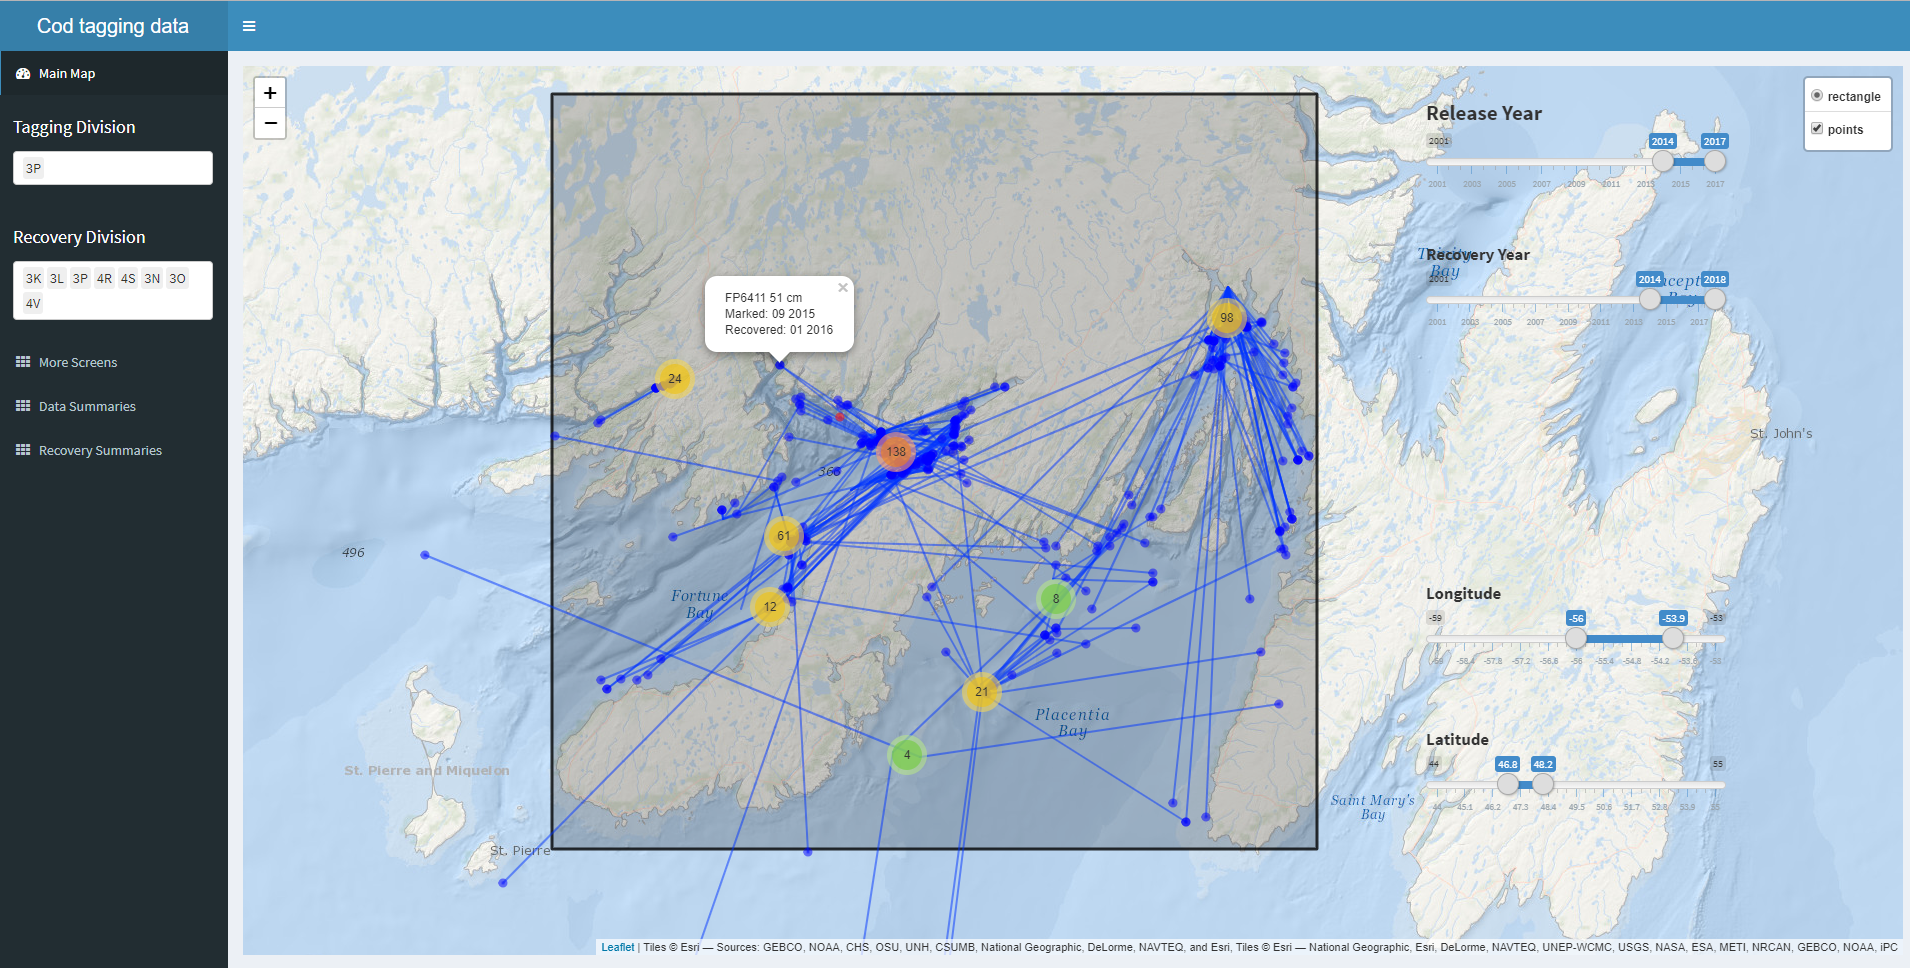 Cod tagging data
Main Map
Tagging Division
3P
Recovery Division
3K 3L 3P 4R 4S 3N 3O
4V
More Screens
Data Summaries
Recovery Summaries
+
−
rectangle
points
FP6411 51 cm
Marked: 09 2015
Recovered: 01 2016
×
24
98
138
366
61
12
8
21
4
496
Fortune
Bay
Placentia
Bay
St. Pierre and Miquelon
St. Pierre
St. John's
Saint Mary's
Bay
Release Year
2001 2014 2017
2001 2003 2005 2007 2009 2011 2013 2015 2017
Recovery Year
Bay
2001 2014 2018
2001 2003 2005 2007 2009 2011 2013 2015 2017
Longitude
-59 -56 -53.9 -53
-59 -58.4 -57.8 -57.2 -56.6 -56 -55.4 -54.8 -54.2 -53.6 -53
Latitude
44 46.8 48.2 55
44 45.1 46.2 47.3 48.4 49.5 50.6 51.7 52.8 53.9 55
Leaflet | Tiles © Esri — Sources: GEBCO, NOAA, CHS, OSU, UNH, CSUMB, National Geographic, DeLorme, NAVTEQ, and Esri, Tiles © Esri — National Geographic, Esri, DeLorme, NAVTEQ, UNEP-WCMC, USGS, NASA, ESA, METI, NRCAN, GEBCO, NOAA, iPC